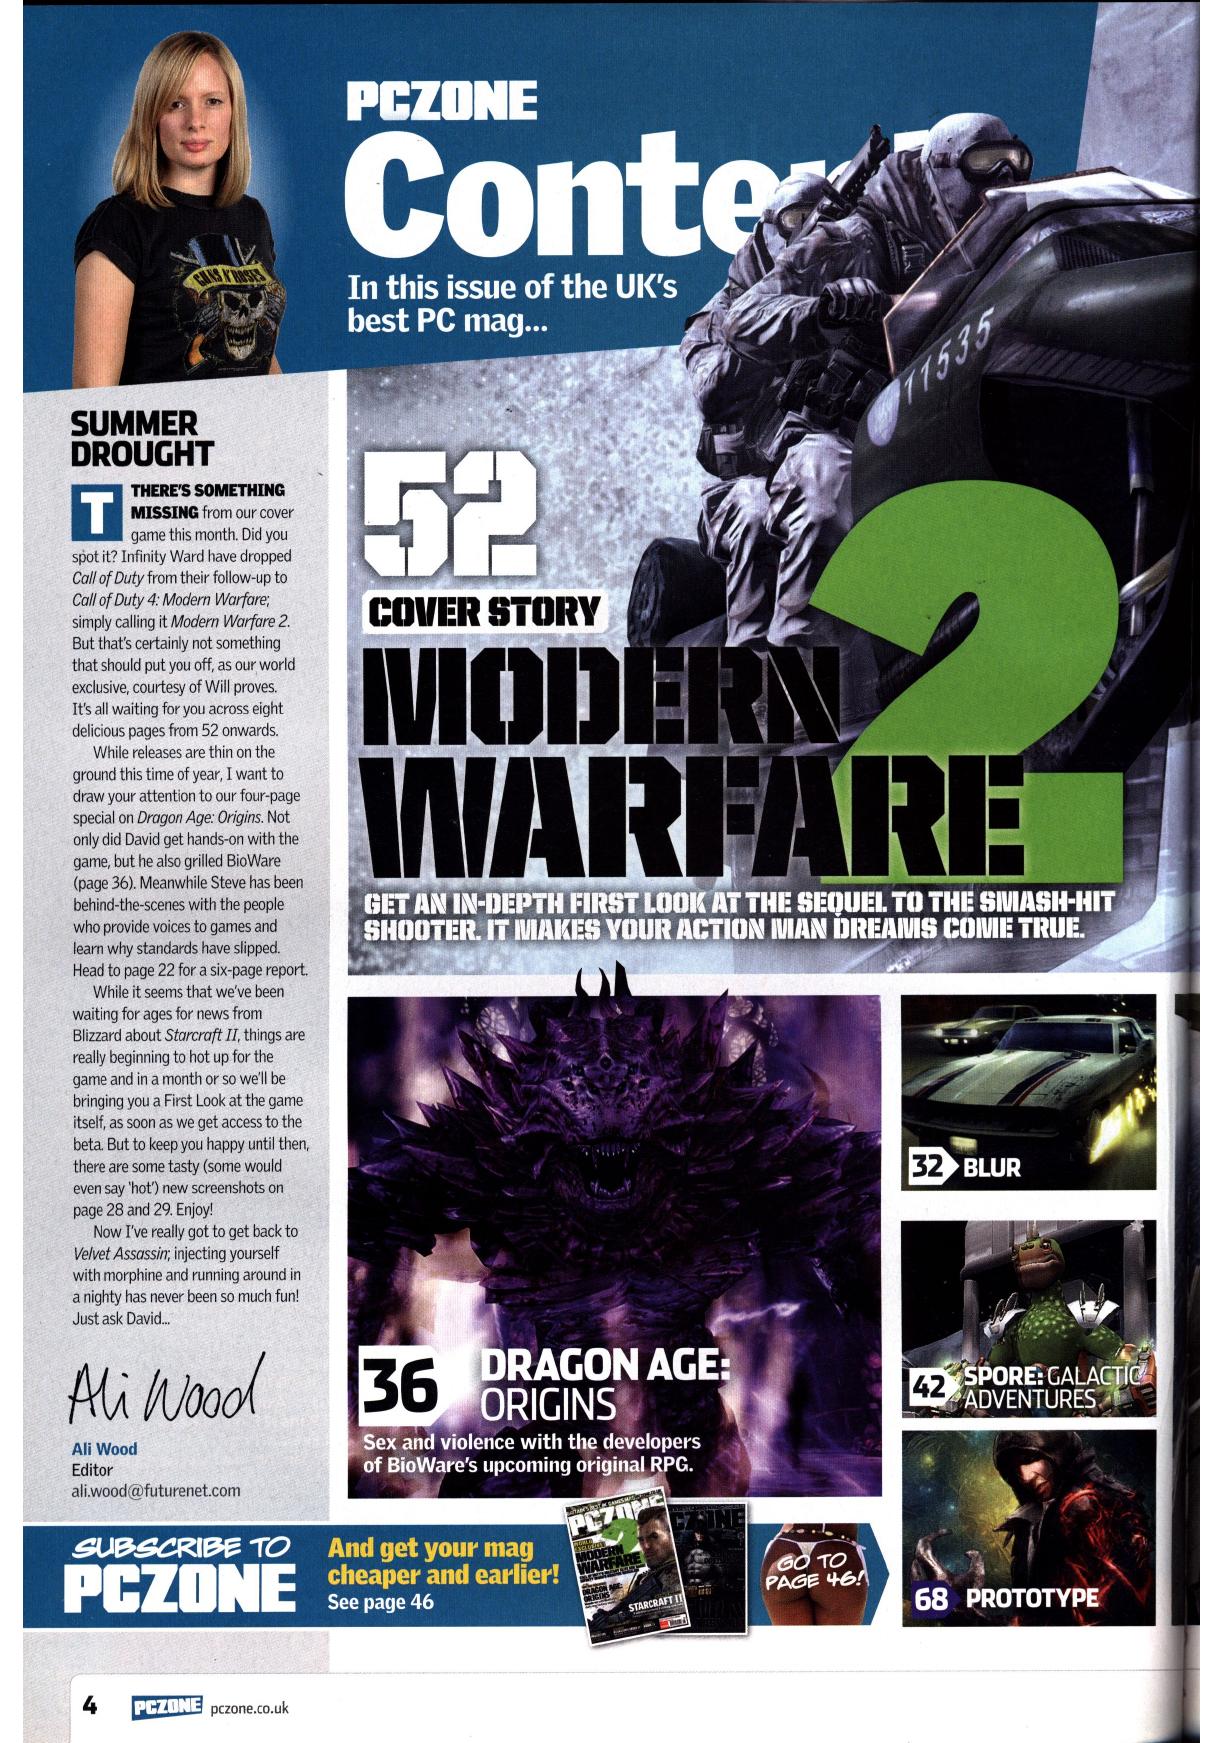 PCZONE
Conten
In this issue of the UK's
best PC mag...
GUNS N' ROSES
11535
SUMMER
DROUGHT
THERE'S SOMETHING
MISSING from our cover
game this month. Did you
spot it? Infinity Ward have dropped
Call of Duty from their follow-up to
Call of Duty 4: Modern Warfare;
simply calling it Modern Warfare 2.
But that's certainly not something
that should put you off, as our world
exclusive, courtesy of Will proves.
It's all waiting for you across eight
delicious pages from 52 onwards.
While releases are thin on the
ground this time of year, I want to
draw your attention to our four-page
special on Dragon Age: Origins. Not
only did David get hands-on with the
game, but he also grilled BioWare
(page 36). Meanwhile Steve has been
behind-the-scenes with the people
who provide voices to games and
learn why standards have slipped.
Head to page 22 for a six-page report.
While it seems that we've been
waiting for ages for news from
Blizzard about Starcraft II, things are
really beginning to hot up for the
game and in a month or so we'll be
bringing you a First Look at the game
itself, as soon as we get access to the
beta. But to keep you happy until then,
there are some tasty (some would
even say 'hot') new screenshots on
page 28 and 29. Enjoy!
Now I've really got to get back to
Velvet Assassin; injecting yourself
with morphine and running around in
a nighty has never been so much fun!
Just ask David...
Ali Wood
Ali Wood
Editor
ali.wood@futurenet.com
52
COVER STORY
MODERN
WARFARE 2
GET AN IN-DEPTH FIRST LOOK AT THE SEQUEL TO THE SMASH-HIT
SHOOTER. IT MAKES YOUR ACTION MAN DREAMS COME TRUE.
36 DRAGON AGE:
ORIGINS
Sex and violence with the developers
of BioWare's upcoming original RPG.
32 BLUR
42 SPORE: GALACTIC
ADVENTURES
68 PROTOTYPE
SUBSCRIBE TO
PCZONE
And get your mag
cheaper and earlier!
See page 46
PCZONE
MODERN
WARFARE
2
DRAGON AGE:
ORIGINS
STARCRAFT II
PCZONE
GO TO
PAGE 46!
4 PCZONE pczone.co.uk